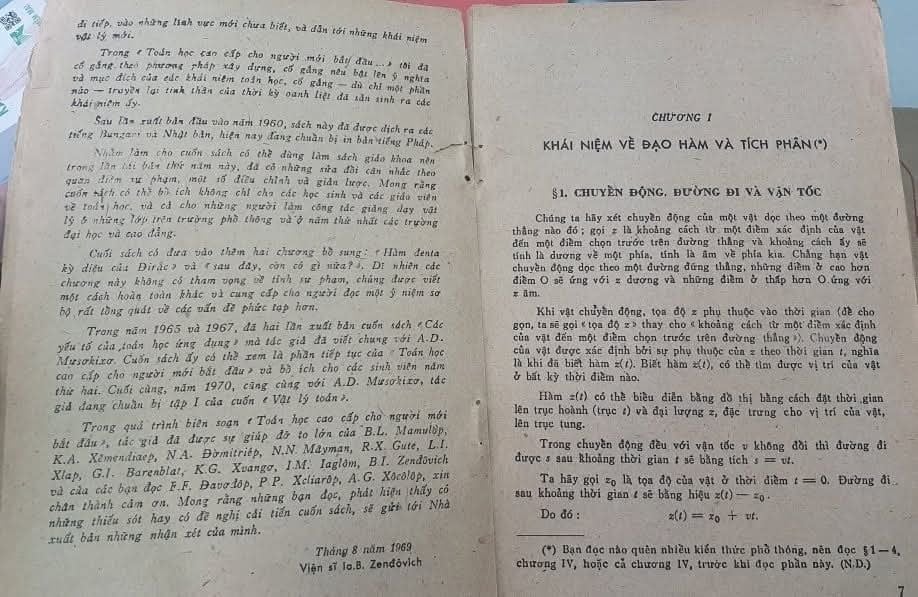 đi tiếp, vào những lĩnh vực mới chưa biết, và dẫn tới những khái niệm
vật lý mới.
Trong « Toán học cao cấp cho người mới bắt đầu...» tôi đã
cố gắng theo phương pháp xây dựng, cố gắng nêu bật lên ý nghĩa
và mục đích của các khái niệm toán học, cố gắng — dù chỉ một phần
nào — truyền lại tinh thần của thời kỳ oanh liệt đã sản sinh ra các
khái niệm ấy.
Sau lần xuất bản đầu vào năm 1960, sách này đã được dịch ra các
tiếng Bungari và Nhật bản, hiện nay đang chuẩn bị in bản tiếng Pháp.
Nhằm làm cho cuốn sách có thể dùng làm sách giáo khoa nên
trong lần tái bản thứ năm này, đã có những sửa đổi cân nhắc theo
quan điểm sư phạm, một số điều chỉnh và giản lược. Mong rằng
cuốn sách có thể bổ ích không chỉ cho các học sinh và các giáo viên
về toán học, và cả cho những người làm công tác giảng dạy vật
lý ở những lớp trên trường phổ thông và ở năm thứ nhất các trường
đại học và cao đẳng.
Cuối sách có đưa vào thêm hai chương bổ sung : « Hàm đenta
kỳ diệu của Đirắc » và « sau đây, còn có gì nữa? ». Dĩ nhiên các
chương này không có tham vọng về tính sư phạm, chúng được viết
một cách hoàn toàn khác và cung cấp cho người đọc một ý niệm sơ
bộ rất tổng quát về các vấn đề phức tạp hơn.
Trong năm 1965 và 1967, đã hai lần xuất bản cuốn sách « Các
yếu tố của toán học ứng dụng » mà tác giả đã viết chung với A.D.
Mưsơkixơ. Cuốn sách ấy có thể xem là phần tiếp tục của « Toán học
cao cấp cho người mới bắt đầu » và bổ ích cho các sinh viên năm
thứ hai. Cuối cùng, năm 1970, cũng cùng với A.D. Mưsơkixơ, tác
giả đang chuẩn bị tập I của cuốn « Vật lý toán ».
Trong quá trình biên soạn « Toán học cao cấp cho người mới
bắt đầu », tác giả đã được sự giúp đỡ to lớn của B.L. Mamulốp,
K.A. Xêmenđiaep, N A. Đờmitriép, N.N. Mâyman, R.X. Gute, L.I.
Xlap, G.I. Barenblat, K.G. Xvangơ, I.M. Iaglôm, B.I. Zenđôvich
và của các bạn đọc F.F. Đavơlốp, P P. Xcliarốp, A.G. Xôcôlốp, xin
chân thành cảm ơn. Mong rằng những bạn đọc, phát hiện thấy có
những thiếu sót hay có đề nghị cải tiến cuốn sách, sẽ gửi tới Nhà
xuất bản những nhận xét của mình.
Tháng 8 năm 1969
Viện sĩ Io.B. Zenđôvich
CHƯƠNG I
KHÁI NIỆM VỀ ĐẠO HÀM VÀ TÍCH PHÂN(*)
§1. CHUYỂN ĐỘNG. ĐƯỜNG ĐI VÀ VẬN TỐC
Chúng ta hãy xét chuyển động của một vật dọc theo một đường
thẳng nào đó ; gọi z là khoảng cách từ một điểm xác định của vật
đến một điểm chọn trước trên đường thẳng và khoảng cách ấy sẽ
tính là dương về một phía, tính là âm về phía kia. Chẳng hạn vật
chuyển động dọc theo một đường đứng thẳng, những điểm ở cao hơn
điểm O sẽ ứng với z dương và những điểm ở thấp hơn O ứng với
z âm.
Khi vật chuyển động, tọa độ z phụ thuộc vào thời gian (để cho
gọn, ta sẽ gọi « tọa độ z » thay cho « khoảng cách từ một điểm xác định
của vật đến một điểm chọn trước trên đường thẳng »). Chuyển động
của vật được xác định bởi sự phụ thuộc của z theo thời gian t, nghĩa
là khi đã biết hàm z(t). Biết hàm z(t), có thể tìm được vị trí của vật
ở bất kỳ thời điểm nào.
Hàm z(t) có thể biểu diễn bằng đồ thị bằng cách đặt thời gian
lên trục hoành (trục t) và đại lượng z, đặc trưng cho vị trí của vật,
lên trục tung.
Trong chuyển động đều với vận tốc v không đổi thì đường đi
được s sau khoảng thời gian t sẽ bằng tích s = vt.
Ta hãy gọi z₀ là tọa độ của vật ở thời điểm t = 0. Đường đi
sau khoảng thời gian t sẽ bằng hiệu z(t) — z₀.
Do đó : z(t) = z₀ + vt.
(*) Bạn đọc nào quên nhiều kiến thức phổ thông, nên đọc §1—4,
chương IV, hoặc cả chương IV, trước khi đọc phần này. (N.D.)
7